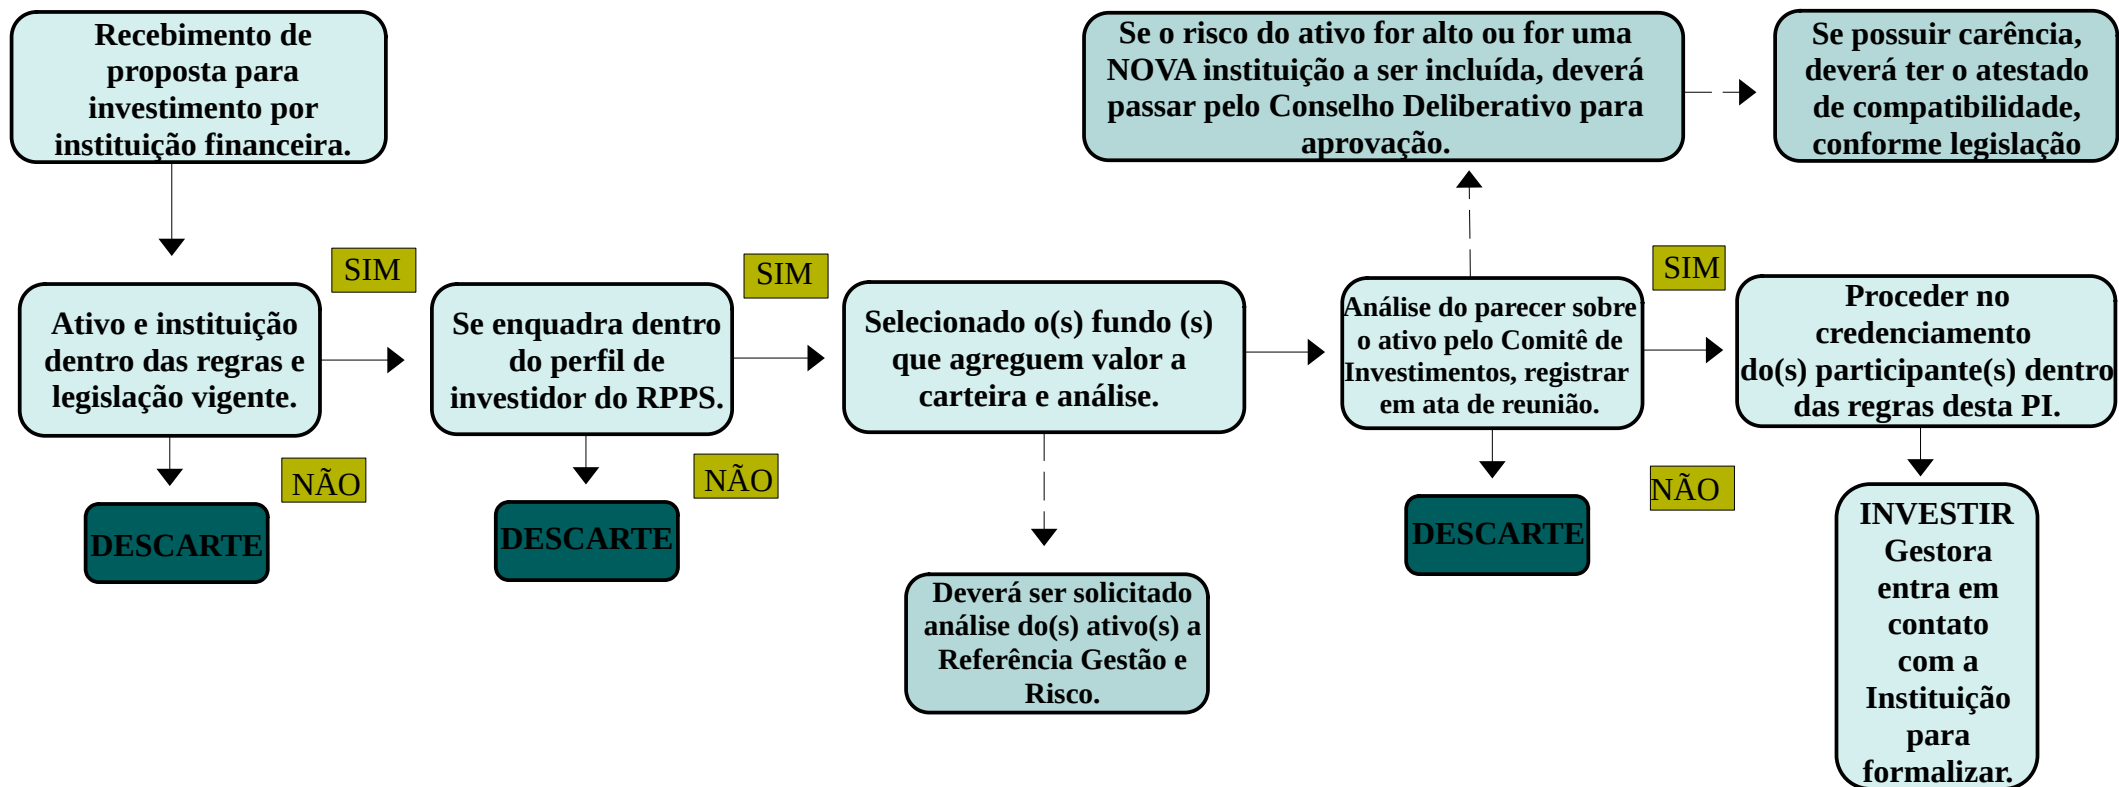 Recebimento de
proposta para
investimento por
instituição financeira.
Se o risco do ativo for alto ou for uma
NOVA instituição a ser incluída, deverá
passar pelo Conselho Deliberativo para
aprovação.
Se possuir carência,
deverá ter o atestado
de compatibilidade,
conforme legislação
Ativo e instituição
dentro das regras e
legislação vigente.
SIM
NÃO
DESCARTE
Se enquadra dentro
do perfil de
investidor do RPPS.
SIM
NÃO
DESCARTE
Selecionado o(s) fundo (s)
que agreguem valor a
carteira e análise.
Deverá ser solicitado
análise do(s) ativo(s) a
Referência Gestão e
Risco.
Análise do parecer sobre
o ativo pelo Comitê de
Investimentos, registrar
em ata de reunião.
SIM
NÃO
DESCARTE
Proceder no
credenciamento
do(s) participante(s) dentro
das regras desta PI.
INVESTIR
Gestora
entra em
contato
com a
Instituição
para
formalizar.